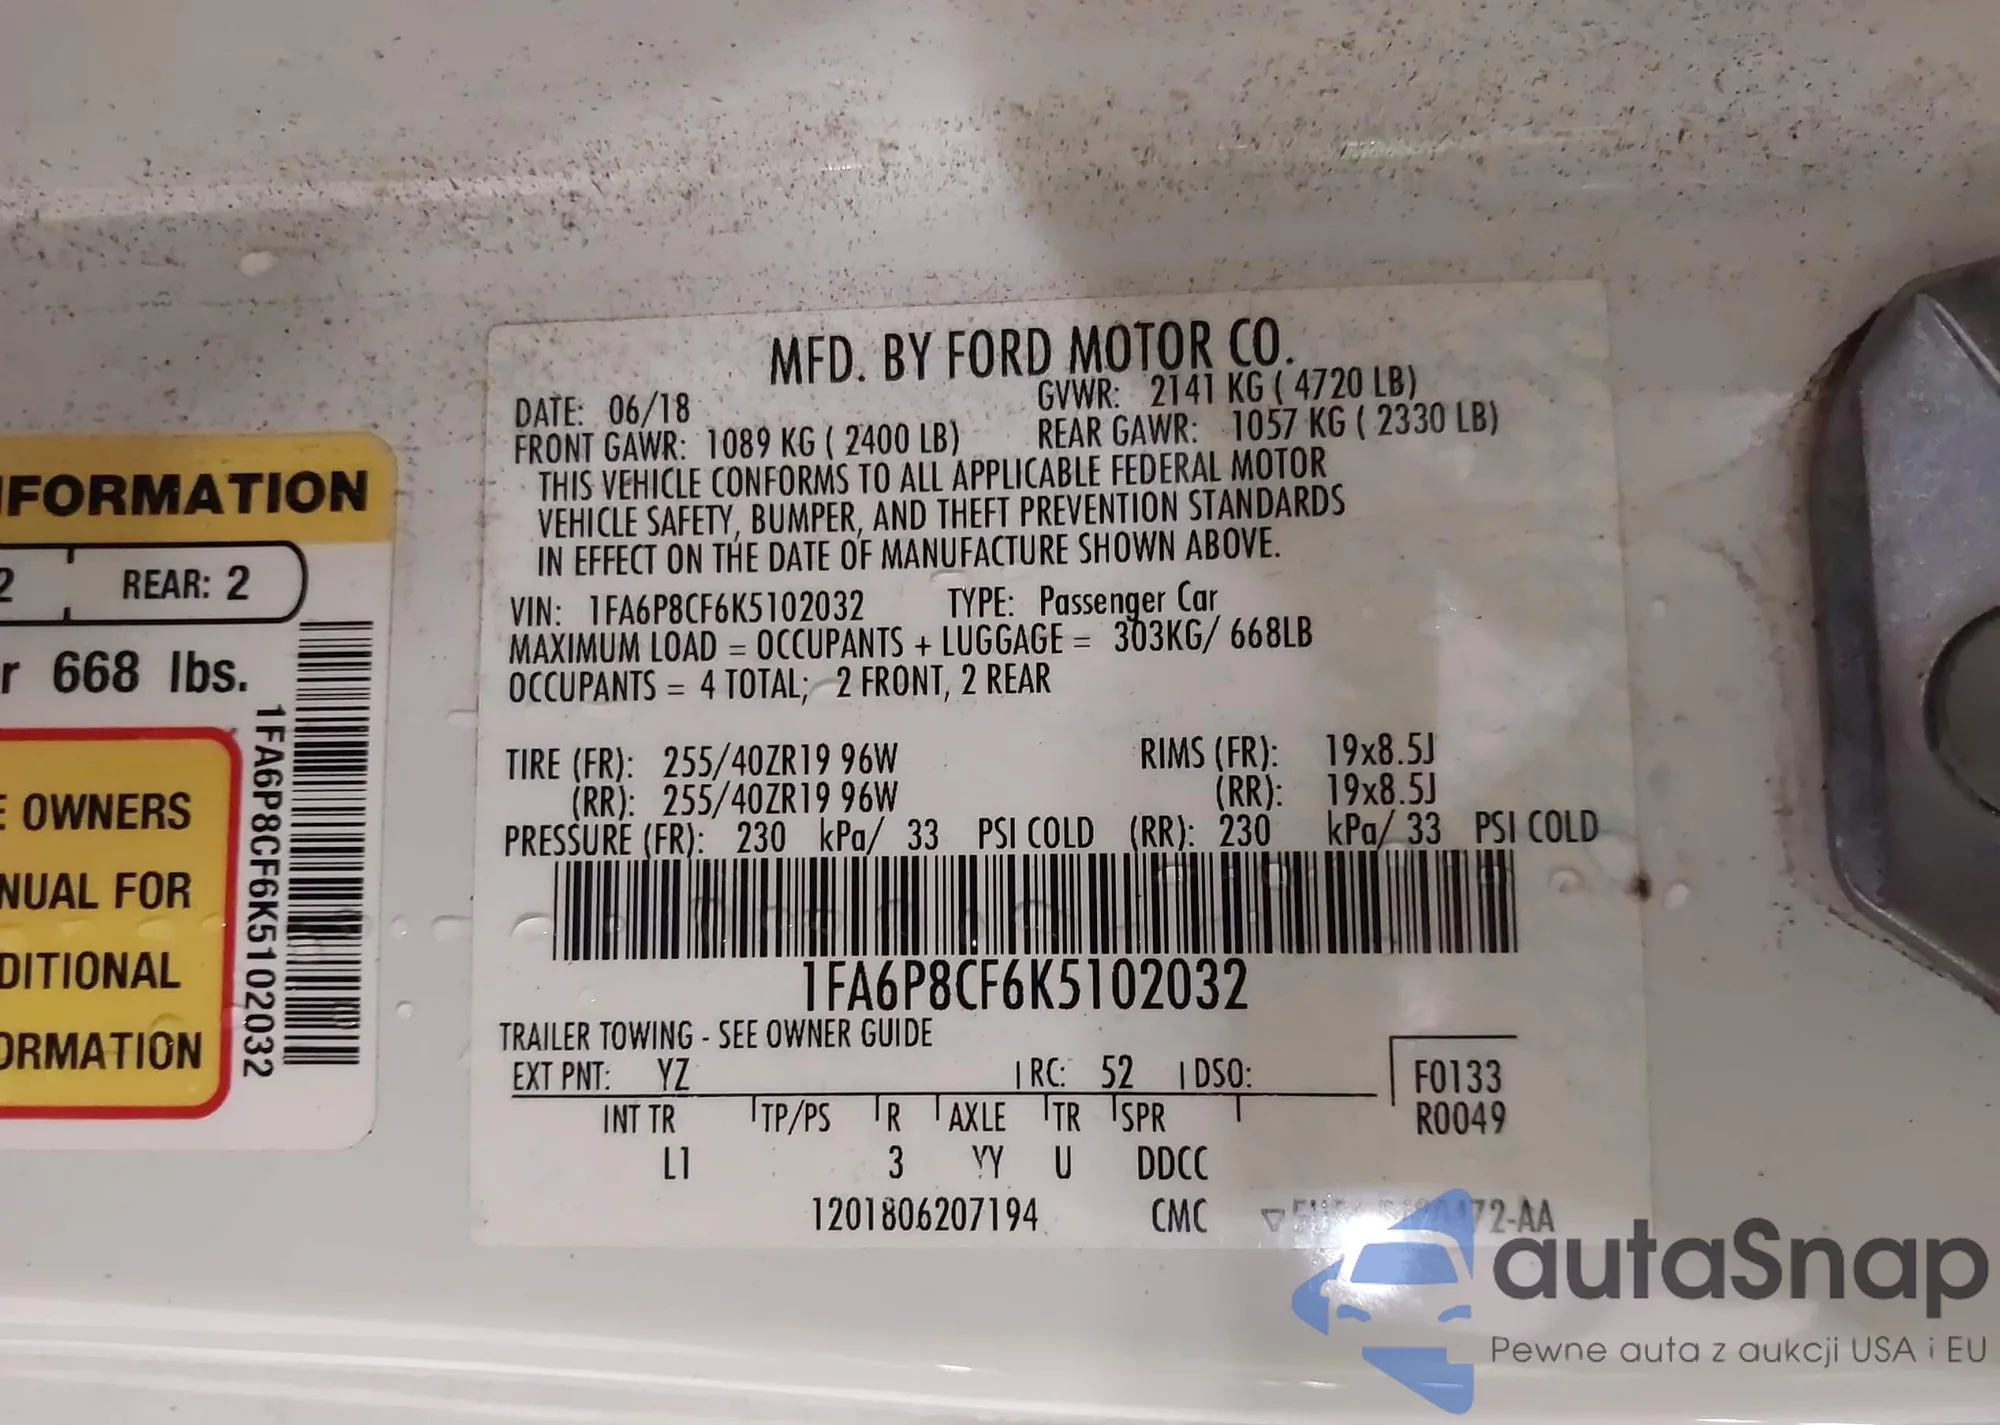 MFD. BY FORD MOTOR CO.
DATE: 06/18 GVWR: 2141 KG ( 4720 LB)
FRONT GAWR: 1089 KG ( 2400 LB) REAR GAWR: 1057 KG ( 2330 LB)
THIS VEHICLE CONFORMS TO ALL APPLICABLE FEDERAL MOTOR
VEHICLE SAFETY, BUMPER, AND THEFT PREVENTION STANDARDS
IN EFFECT ON THE DATE OF MANUFACTURE SHOWN ABOVE.
VIN: 1FA6P8CF6K5102032 TYPE: Passenger Car
MAXIMUM LOAD = OCCUPANTS + LUGGAGE = 303KG/ 668LB
OCCUPANTS = 4 TOTAL; 2 FRONT, 2 REAR
TIRE (FR): 255/40ZR19 96W RIMS (FR): 19x8.5J
(RR): 255/40ZR19 96W (RR): 19x8.5J
PRESSURE (FR): 230 kPa/ 33 PSI COLD (RR): 230 kPa/ 33 PSI COLD
1FA6P8CF6K5102032
TRAILER TOWING - SEE OWNER GUIDE
EXT PNT: YZ RC: 52 DSO: F0133
INT TR TP/PS R AXLE TR SPR R0049
L1 3 YY U DDCC
1201806207194 CMC 72-AA
FORMATION
2 REAR: 2
r 668 lbs.
E OWNERS
NUAL FOR
DITIONAL
ORMATION
1FA6P8CF6K5102032
autaSnap
Pewne auta z aukcji USA i EU